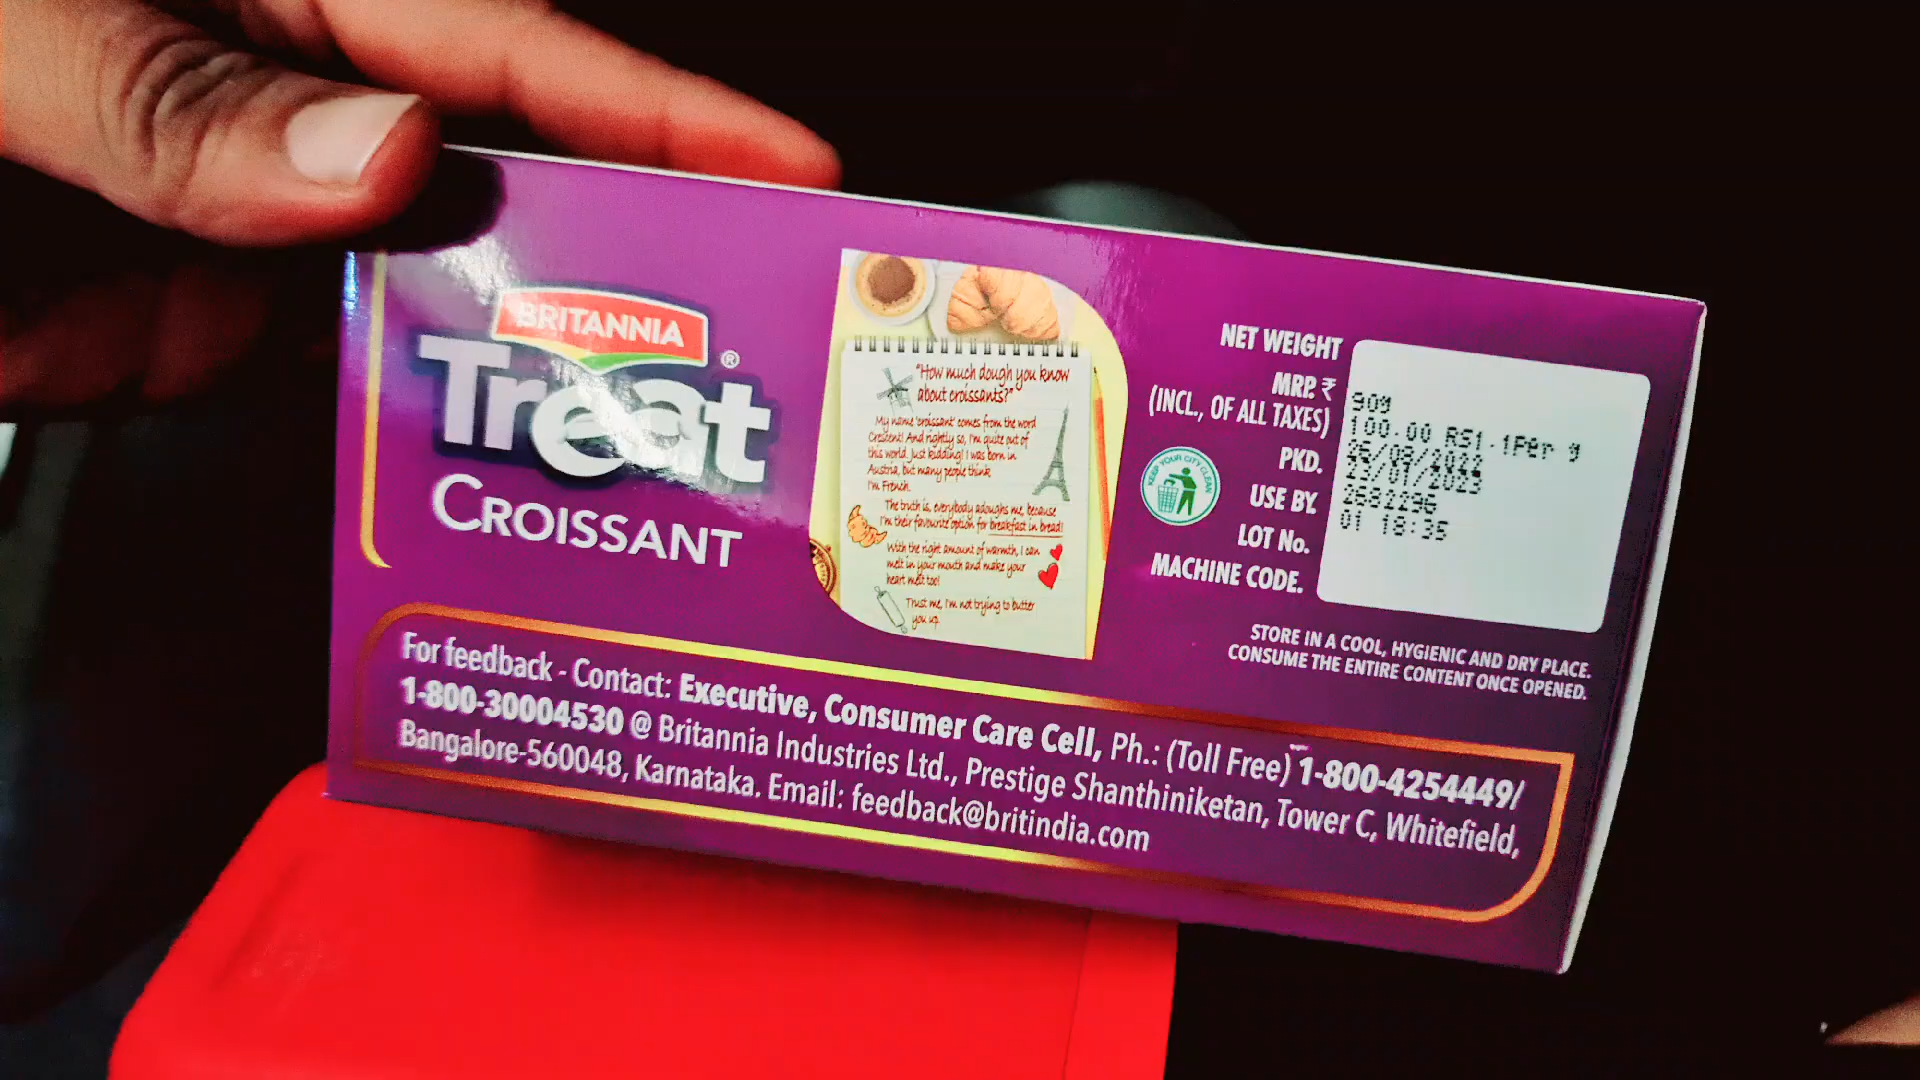 BRITANNIA
Treat ®
CROISSANT
"How much dough you know
about croissants?"
My name 'croissant' comes from the word
Crescent! And rightly so, I'm quite out of
this world. Just kidding! I was born in
Austria, but many people think
I'm French.
The truth is, everybody adoughs me, because
I'm their favourite option for breakfast in bread!
With the right amount of warmth, I can
melt in your mouth and make your
heart melt too!
Trust me, I'm not trying to butter
you up.
NET WEIGHT
MRP. ₹
(INCL., OF ALL TAXES)
PKD.
USE BY.
LOT No.
MACHINE CODE.
KEEP YOUR CITY CLEAN
90g
100.00 RS1.1Per g
26/09/2022
23/01/2023
2682296
01 18:35
STORE IN A COOL, HYGIENIC AND DRY PLACE.
CONSUME THE ENTIRE CONTENT ONCE OPENED.
For feedback - Contact: Executive, Consumer Care Cell, Ph.: (Toll Free) 1-800-4254449/
1-800-30004530 @ Britannia Industries Ltd., Prestige Shanthiniketan, Tower C, Whitefield,
Bangalore-560048, Karnataka. Email: feedback@britindia.com